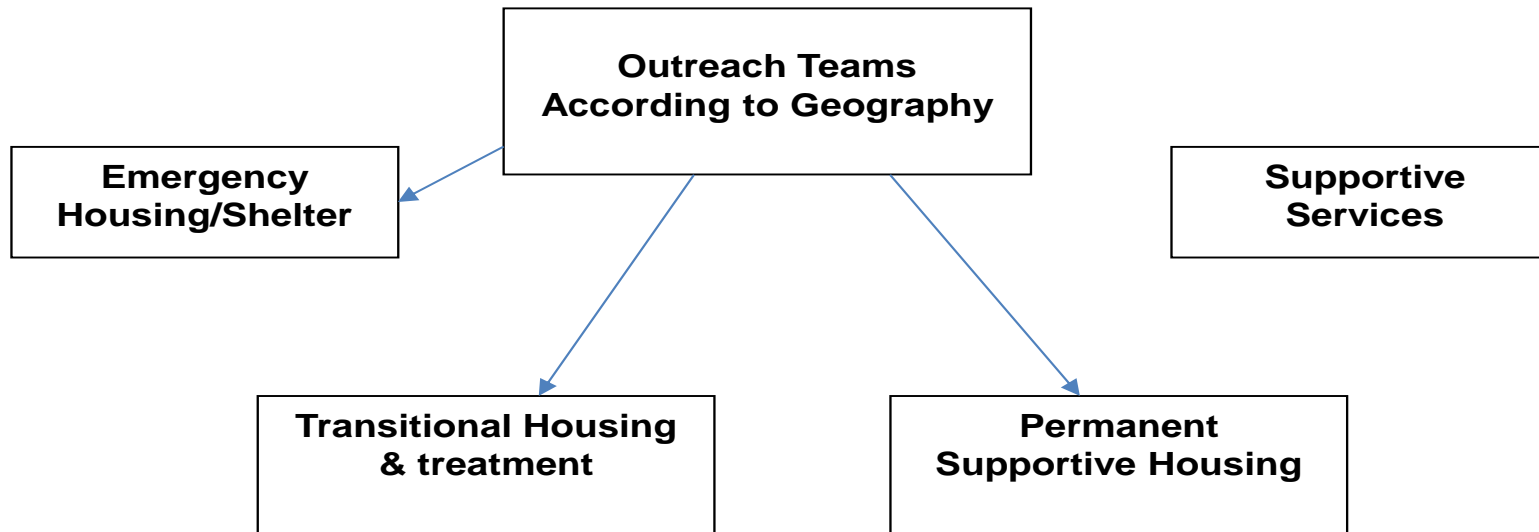 Outreach Teams
According to Geography
Emergency
Housing/Shelter
Supportive
Services
Transitional Housing
& treatment
Permanent
Supportive Housing